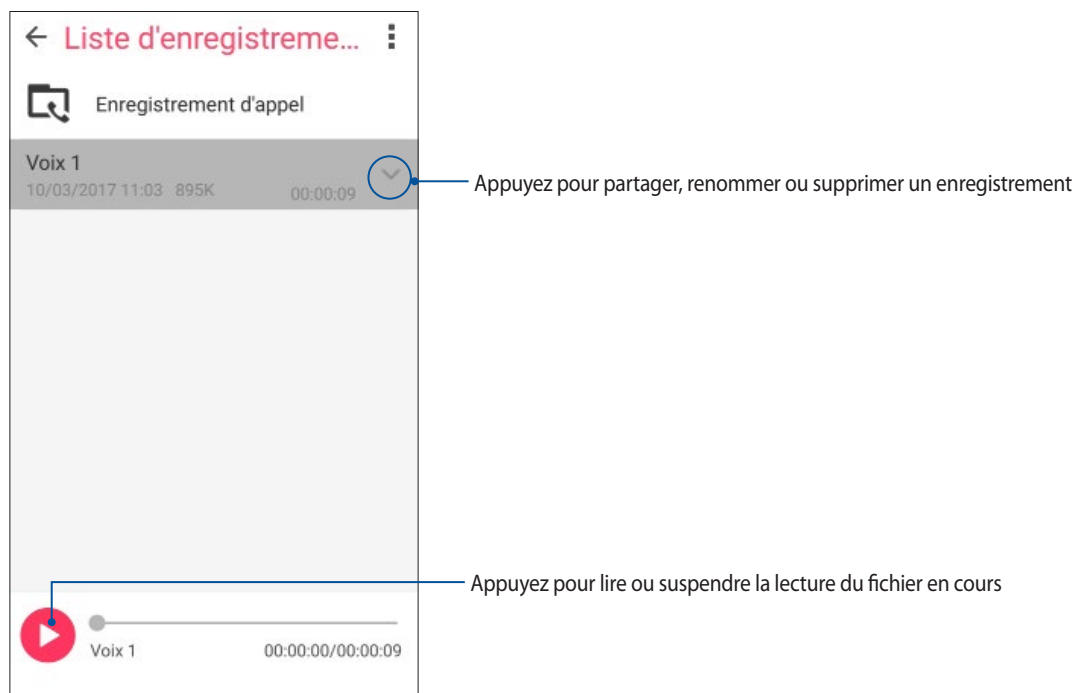 Liste d'enregistreme...
Enregistrement d'appel
Voix 1
10/03/2017 11:03 895K 00:00:09
Appuyez pour partager, renommer ou supprimer un enregistrement
Appuyez pour lire ou suspendre la lecture du fichier en cours
Voix 1 00:00:00/00:00:09